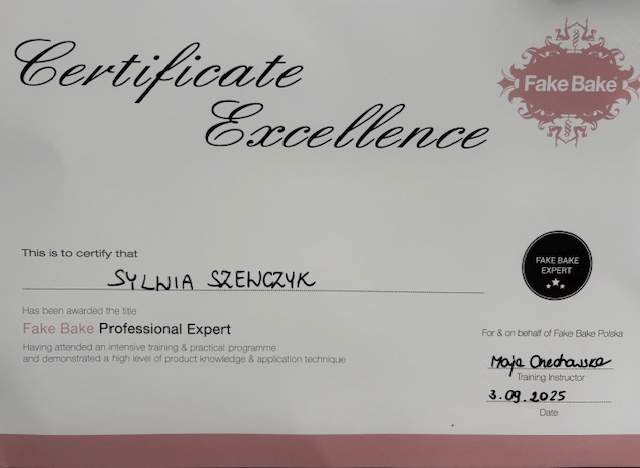 Certificate
Excellence
Fake Bake
This is to certify that
SYLWIA SZEWCZYK
FAKE BAKE
EXPERT
Has been awarded the title
Fake Bake Professional Expert
Having attended an intensive training & practical programme
and demonstrated a high level of product knowledge & application technique
For & on behalf of Fake Bake Polska
Maja
Training Instructor
3.09.2025
Date